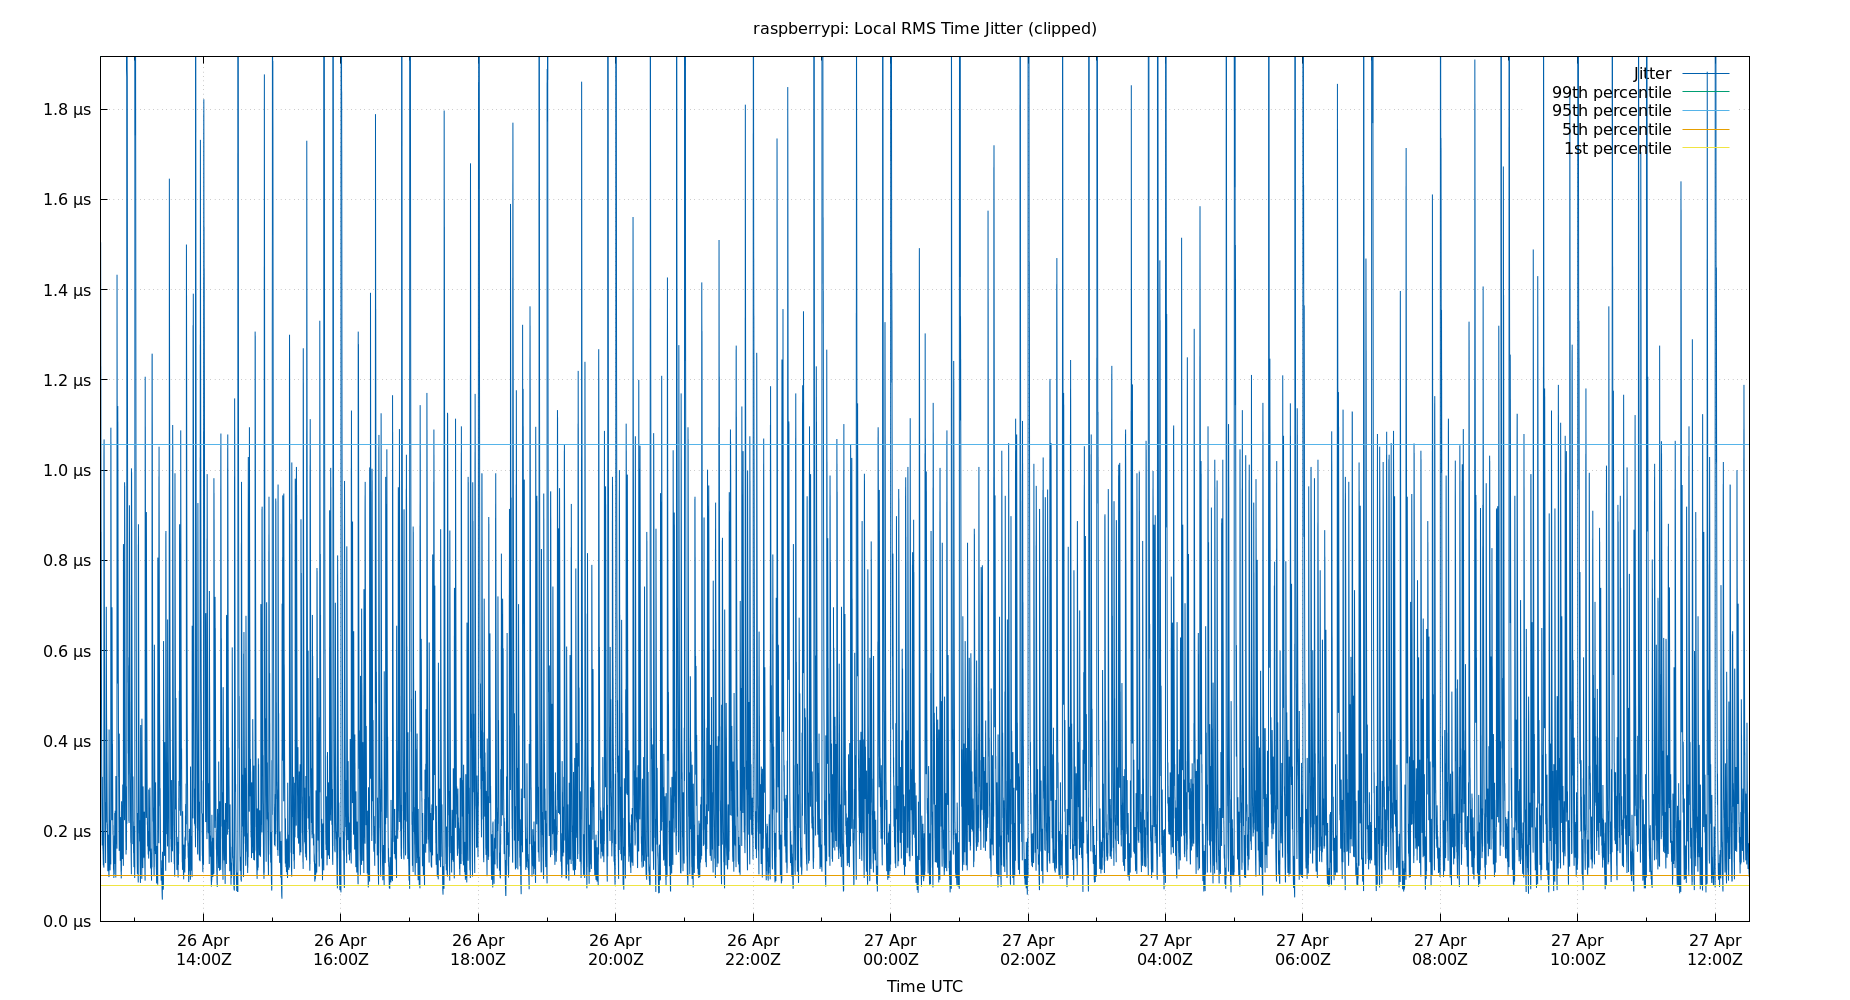 raspberrypi: Local RMS Time Jitter (clipped)
Jitter
99th percentile
95th percentile
5th percentile
1st percentile
1.8 µs
1.6 µs
1.4 µs
1.2 µs
1.0 µs
0.8 µs
0.6 µs
0.4 µs
0.2 µs
0.0 µs
26 Apr 26 Apr 26 Apr 26 Apr 26 Apr 27 Apr 27 Apr 27 Apr 27 Apr 27 Apr 27 Apr 27 Apr
14:00Z 16:00Z 18:00Z 20:00Z 22:00Z 00:00Z 02:00Z 04:00Z 06:00Z 08:00Z 10:00Z 12:00Z
Time UTC